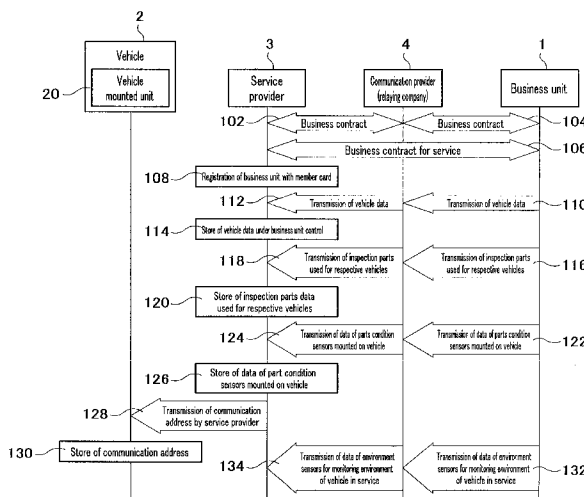 2
3
4
1
Vehicle
20
Vehicle
mounted unit
Service
provider
Communication provider
(relaying company)
Business unit
102
Business contract
Business contract
104
Business contract for service
106
108
Registration of business unit with member card
112
Transmission of vehicle data
Transmission of vehicle data
110
114
Store of vehicle data under business unit control
118
Transmission of inspection parts
used for respective vehicles
Transmission of inspection parts
used for respective vehicles
116
120
Store of inspection parts data
used for respective vehicles
124
Transmission of data of parts condition
sensors mounted on vehicle
Transmission of data of parts condition
sensors mounted on vehicle
122
126
Store of data of part condition
sensors mounted on vehicle
128
Transmission of communication
address by service provider
130
Store of communication address
134
Transmission of data of environment
sensors for monitoring environment
of vehicle in service
Transmission of data of environment
sensors for monitoring environment
of vehicle in service
132